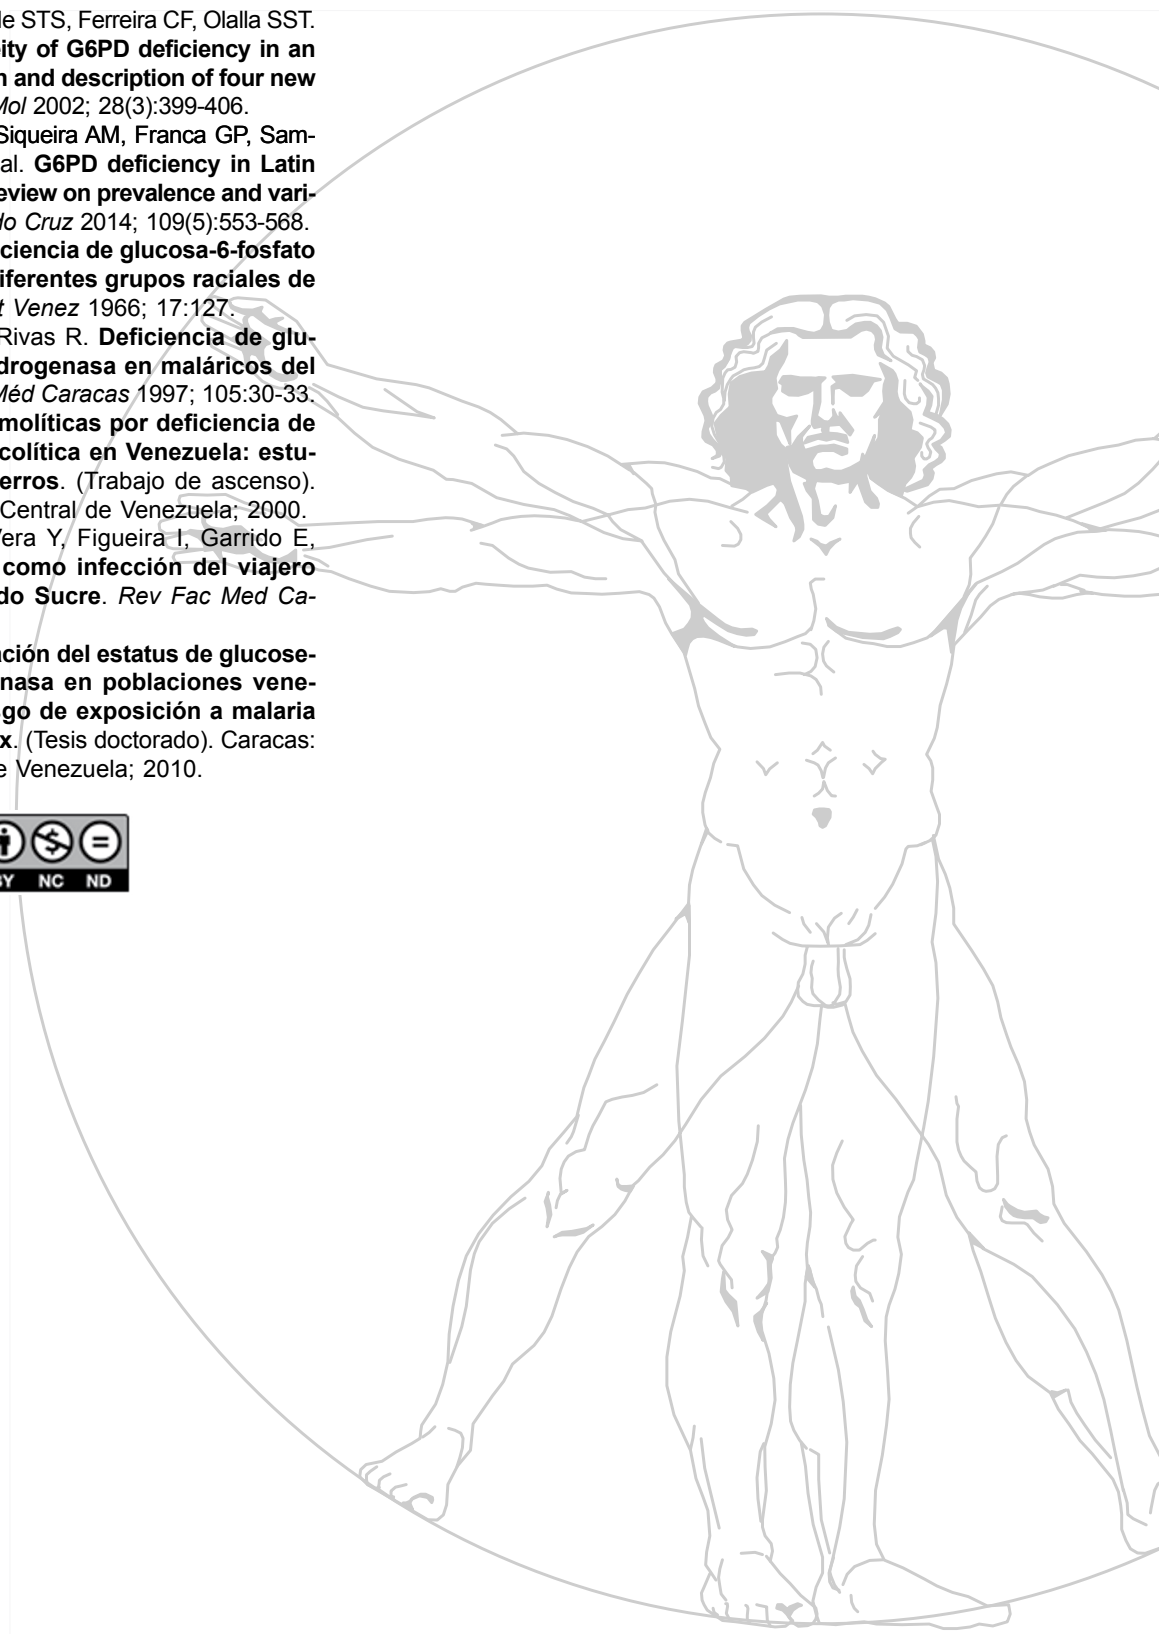 le STS, Ferreira CF, Olalla SST.
ity of G6PD deficiency in an
n and description of four new
Mol 2002; 28(3):399-406.
Siqueira AM, Franca GP, Sam-
al. G6PD deficiency in Latin
eview on prevalence and vari-
do Cruz 2014; 109(5):553-568.
ciencia de glucosa-6-fosfato
iferentes grupos raciales de
t Venez 1966; 17:127.
Rivas R. Deficiencia de glu-
drogenasa en maláricos del
Méd Caracas 1997; 105:30-33.
molíticas por deficiencia de
colítica en Venezuela: estu-
erros. (Trabajo de ascenso).
Central de Venezuela; 2000.
Vera Y, Figueira I, Garrido E,
como infección del viajero
do Sucre. Rev Fac Med Ca-
ación del estatus de glucose-
nasa en poblaciones vene-
sgo de exposición a malaria
x. (Tesis doctorado). Caracas:
e Venezuela; 2010.
BY NC ND